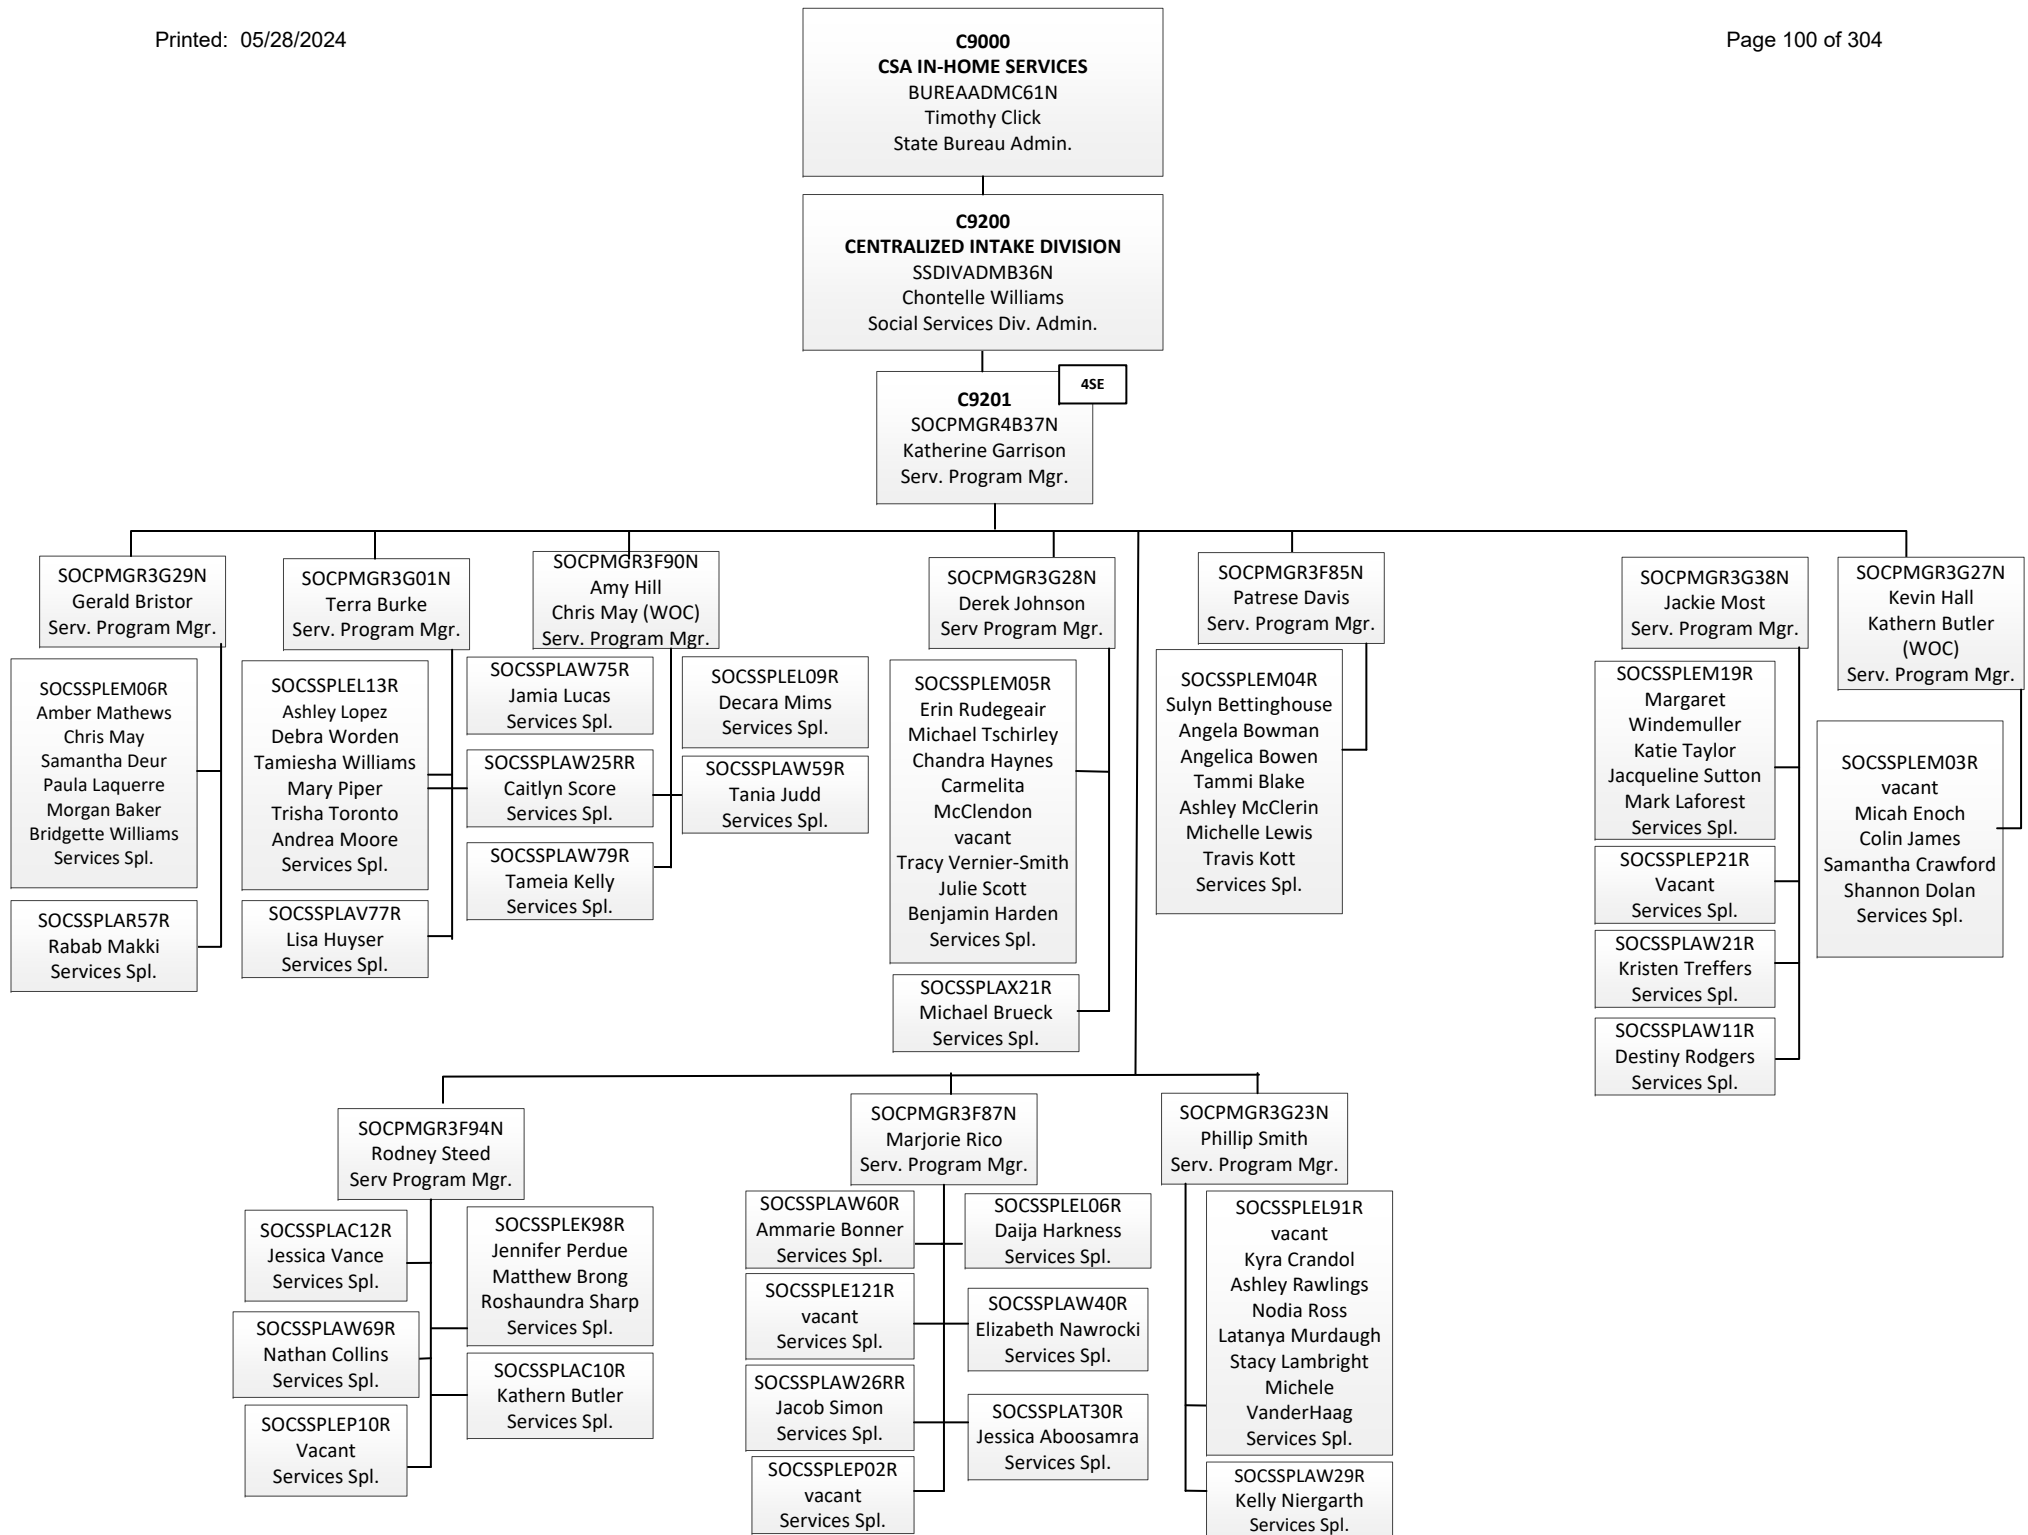 Printed: 05/28/2024
Page 100 of 304
C9000
CSA IN-HOME SERVICES
BUREAADMC61N
Timothy Click
State Bureau Admin.
C9200
CENTRALIZED INTAKE DIVISION
SSDIVADMB36N
Chontelle Williams
Social Services Div. Admin.
4SE
C9201
SOCPMGR4B37N
Katherine Garrison
Serv. Program Mgr.
SOCPMGR3G29N
Gerald Bristor
Serv. Program Mgr.
SOCSSPLEM06R
Amber Mathews
Chris May
Samantha Deur
Paula Laquerre
Morgan Baker
Bridgette Williams
Services Spl.
SOCSSPLAR57R
Rabab Makki
Services Spl.
SOCPMGR3G01N
Terra Burke
Serv. Program Mgr.
SOCSSPLEL13R
Ashley Lopez
Debra Worden
Tamiesha Williams
Mary Piper
Trisha Toronto
Andrea Moore
Services Spl.
SOCSSPLAV77R
Lisa Huyser
Services Spl.
SOCPMGR3F90N
Amy Hill
Chris May (WOC)
Serv. Program Mgr.
SOCSSPLAW75R
Jamia Lucas
Services Spl.
SOCSSPLAW25RR
Caitlyn Score
Services Spl.
SOCSSPLAW79R
Tameia Kelly
Services Spl.
SOCSSPLEL09R
Decara Mims
Services Spl.
SOCSSPLAW59R
Tania Judd
Services Spl.
SOCPMGR3G28N
Derek Johnson
Serv Program Mgr.
SOCSSPLEM05R
Erin Rudegeair
Michael Tschirley
Chandra Haynes
Carmelita
McClendon
vacant
Tracy Vernier-Smith
Julie Scott
Benjamin Harden
Services Spl.
SOCSSPLAX21R
Michael Brueck
Services Spl.
SOCPMGR3F85N
Patrese Davis
Serv. Program Mgr.
SOCSSPLEM04R
Sulyn Bettinghouse
Angela Bowman
Angelica Bowen
Tammi Blake
Ashley McClerin
Michelle Lewis
Travis Kott
Services Spl.
SOCPMGR3G38N
Jackie Most
Serv. Program Mgr.
SOCSSPLEM19R
Margaret
Windemuller
Katie Taylor
Jacqueline Sutton
Mark Laforest
Services Spl.
SOCSSPLEP21R
Vacant
Services Spl.
SOCSSPLAW21R
Kristen Treffers
Services Spl.
SOCSSPLAW11R
Destiny Rodgers
Services Spl.
SOCPMGR3G27N
Kevin Hall
Kathern Butler
(WOC)
Serv. Program Mgr.
SOCSSPLEM03R
vacant
Micah Enoch
Colin James
Samantha Crawford
Shannon Dolan
Services Spl.
SOCPMGR3F94N
Rodney Steed
Serv Program Mgr.
SOCSSPLAC12R
Jessica Vance
Services Spl.
SOCSSPLAW69R
Nathan Collins
Services Spl.
SOCSSPLEP10R
Vacant
Services Spl.
SOCSSPLEK98R
Jennifer Perdue
Matthew Brong
Roshaundra Sharp
Services Spl.
SOCSSPLAC10R
Kathern Butler
Services Spl.
SOCPMGR3F87N
Marjorie Rico
Serv. Program Mgr.
SOCSSPLAW60R
Ammarie Bonner
Services Spl.
SOCSSPLE121R
vacant
Services Spl.
SOCSSPLAW26RR
Jacob Simon
Services Spl.
SOCSSPLEP02R
vacant
Services Spl.
SOCSSPLEL06R
Daija Harkness
Services Spl.
SOCSSPLAW40R
Elizabeth Nawrocki
Services Spl.
SOCSSPLAT30R
Jessica Aboosamra
Services Spl.
SOCPMGR3G23N
Phillip Smith
Serv. Program Mgr.
SOCSSPLEL91R
vacant
Kyra Crandol
Ashley Rawlings
Nodia Ross
Latanya Murdaugh
Stacy Lambright
Michele
VanderHaag
Services Spl.
SOCSSPLAW29R
Kelly Niergarth
Services Spl.